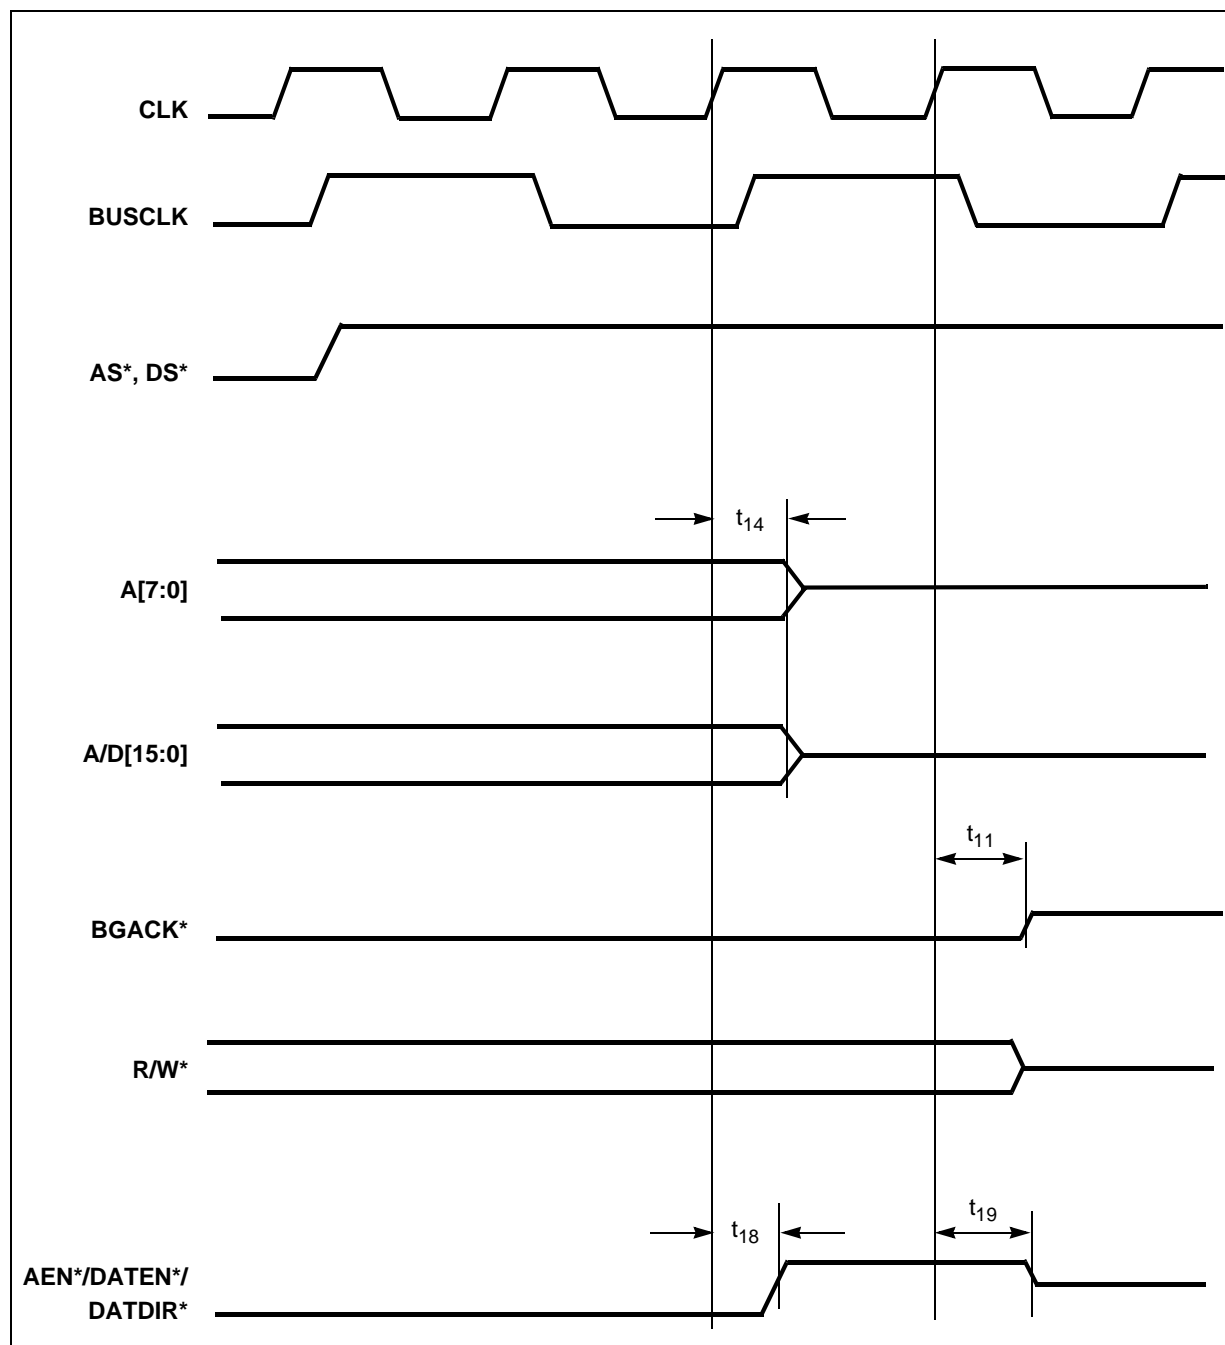 CLK
BUSCLK
AS*, DS*
t14
A[7:0]
A/D[15:0]
t11
BGACK*
R/W*
t18
t19
AEN*/DATEN*/
DATDIR*